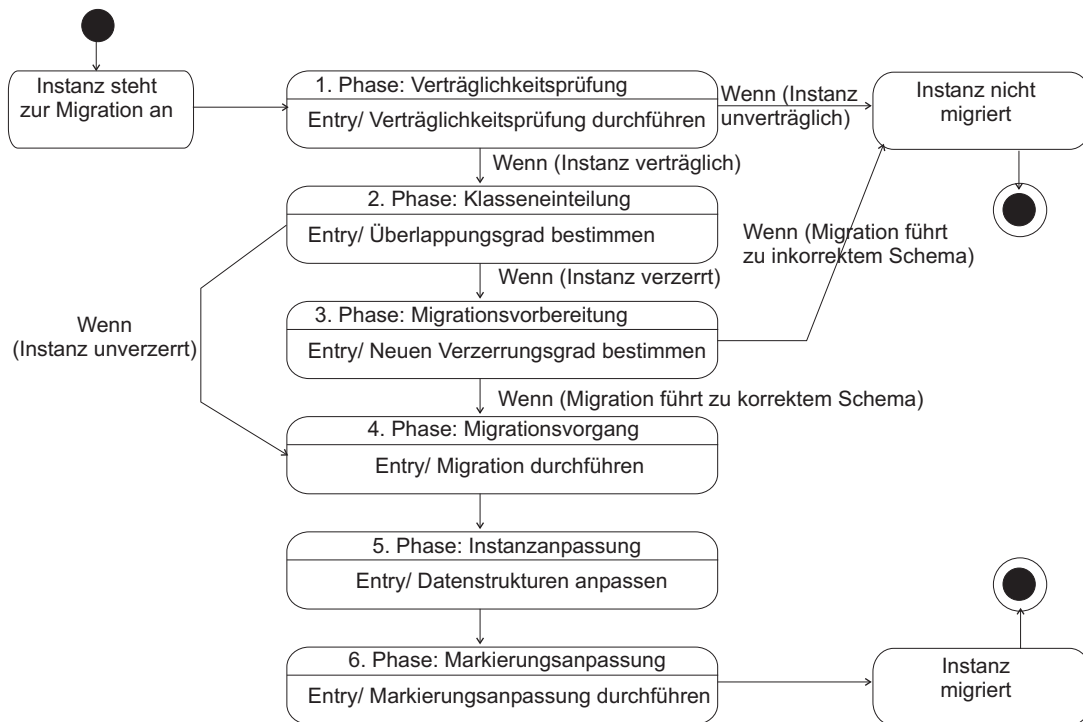 Instanz steht
zur Migration an
1. Phase: Verträglichkeitsprüfung
Entry/ Verträglichkeitsprüfung durchführen
Wenn (Instanz
unverträglich)
Instanz nicht
migriert
Wenn (Instanz verträglich)
2. Phase: Klasseneinteilung
Entry/ Überlappungsgrad bestimmen
Wenn (Migration führt
zu inkorrektem Schema)
Wenn (Instanz verzerrt)
3. Phase: Migrationsvorbereitung
Entry/ Neuen Verzerrungsgrad bestimmen
Wenn
(Instanz unverzerrt)
Wenn (Migration führt zu korrektem Schema)
4. Phase: Migrationsvorgang
Entry/ Migration durchführen
5. Phase: Instanzanpassung
Entry/ Datenstrukturen anpassen
6. Phase: Markierungsanpassung
Entry/ Markierungsanpassung durchführen
Instanz
migriert